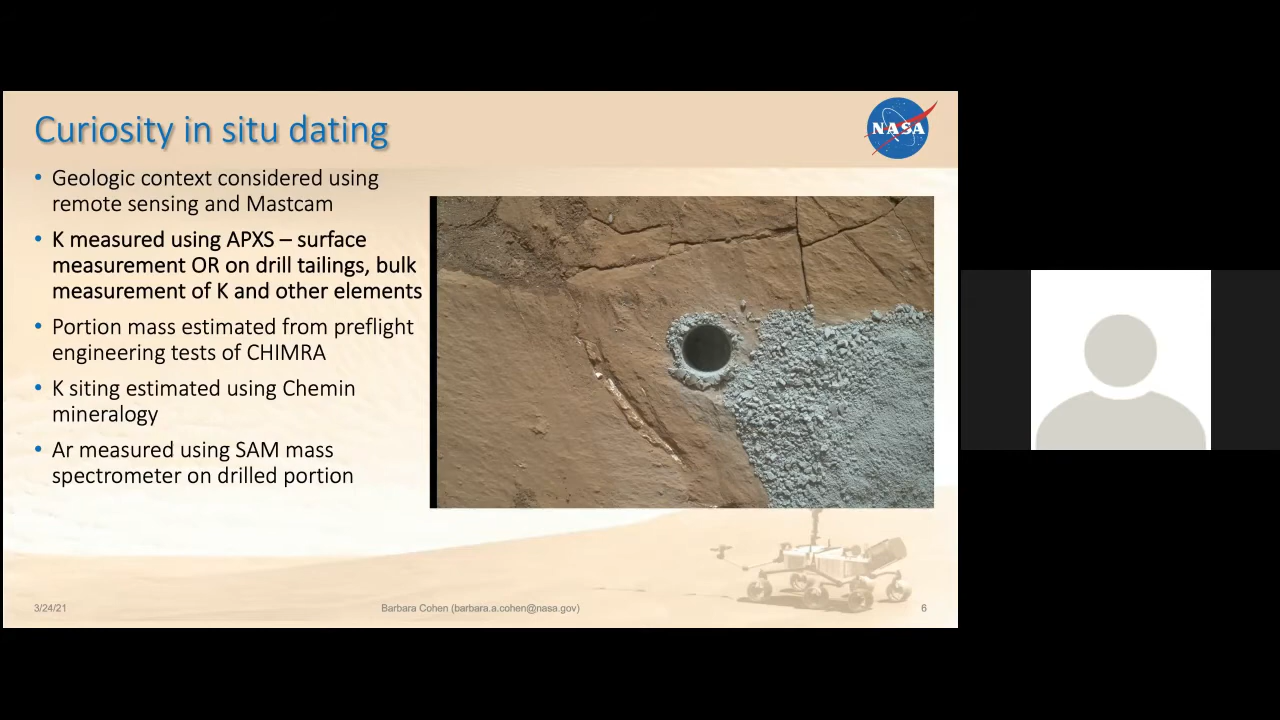 Curiosity in situ dating
NASA
• Geologic context considered using
remote sensing and Mastcam
• K measured using APXS – surface
measurement OR on drill tailings, bulk
measurement of K and other elements
• Portion mass estimated from preflight
engineering tests of CHIMRA
• K siting estimated using Chemin
mineralogy
• Ar measured using SAM mass
spectrometer on drilled portion
3/24/21
Barbara Cohen (barbara.a.cohen@nasa.gov)
6